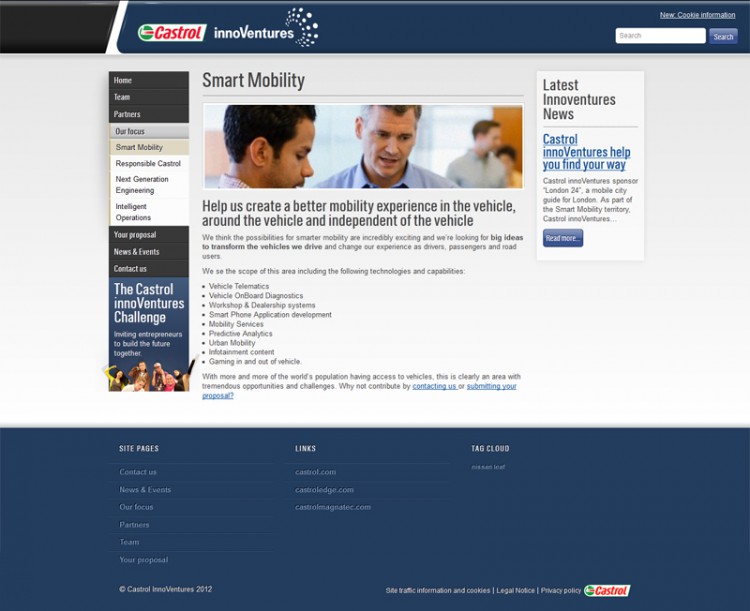 New: Cookie information
Castrol innoVentures
Search
Search
Home
Team
Partners
Our focus
Smart Mobility
Responsible Castrol
Next Generation
Engineering
Intelligent
Operations
Your proposal
News & Events
Contact us
The Castrol
innoVentures
Challenge
Inviting entrepreneurs
to build the future
together.
Smart Mobility
Help us create a better mobility experience in the vehicle,
around the vehicle and independent of the vehicle
We think the possibilities for smarter mobility are incredibly exciting and we're looking for big ideas
to transform the vehicles we drive and change our experience as drivers, passengers and road
users.
We se the scope of this area including the following technologies and capabilities:
Vehicle Telematics
Vehicle OnBoard Diagnostics
Workshop & Dealership systems
Smart Phone Application development
Mobility Services
Predictive Analytics
Urban Mobility
Infotainment content
Gaming in and out of vehicle.
With more and more of the world's population having access to vehicles, this is clearly an area with
tremendous opportunities and challenges. Why not contribute by contacting us or submitting your
proposal?
Latest
Innoventures
News
Castrol
innoVentures help
you find your way
Castrol innoVentures sponsor
"London 24", a mobile city
guide for London. As part of
the Smart Mobility territory,
Castrol innoVentures...
Read more...
SITE PAGES
Contact us
News & Events
Our focus
Partners
Team
Your proposal
LINKS
castrol.com
castroledge.com
castrolmagnatec.com
TAG CLOUD
nissan leaf
© Castrol InnoVentures 2012
Site traffic information and cookies | Legal Notice | Privacy policy Castrol